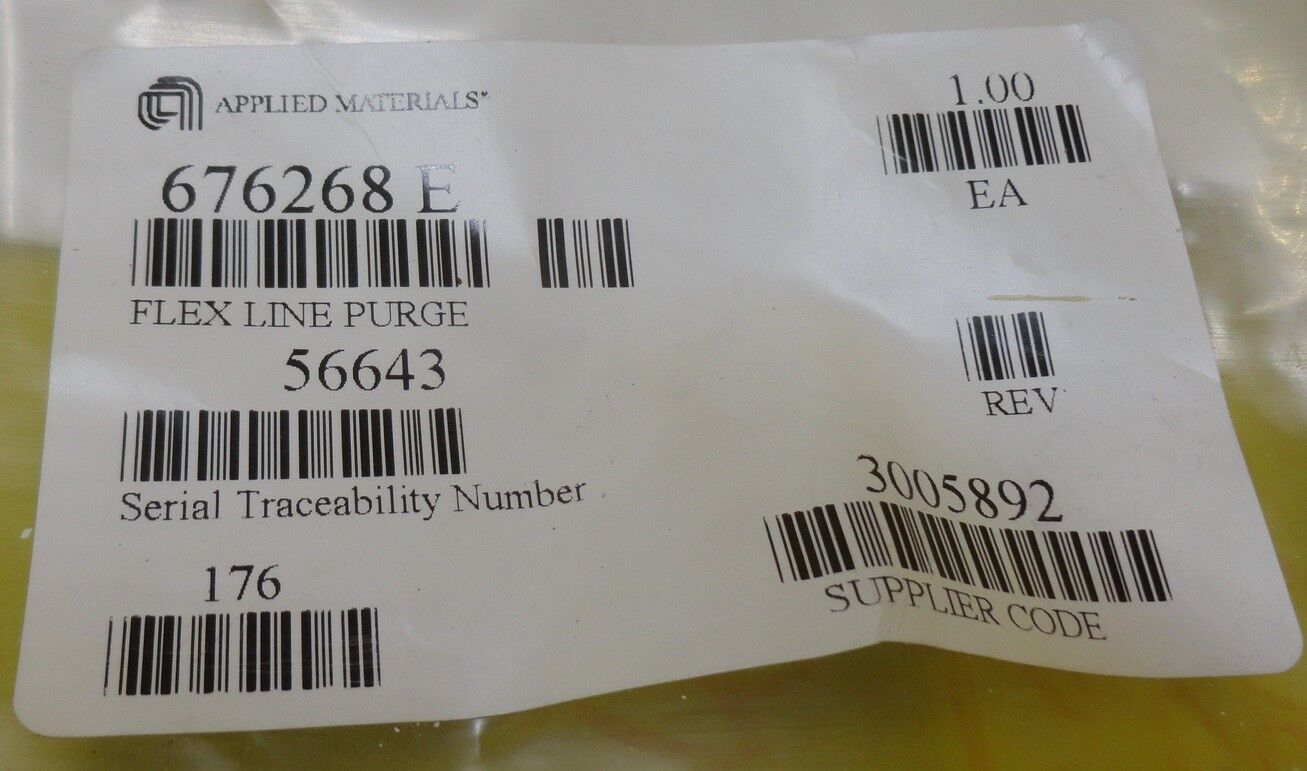 APPLIED MATERIALS®
676268 E
FLEX LINE PURGE
56643
Serial Traceability Number
176
1.00
EA
REV
3005892
SUPPLIER CODE